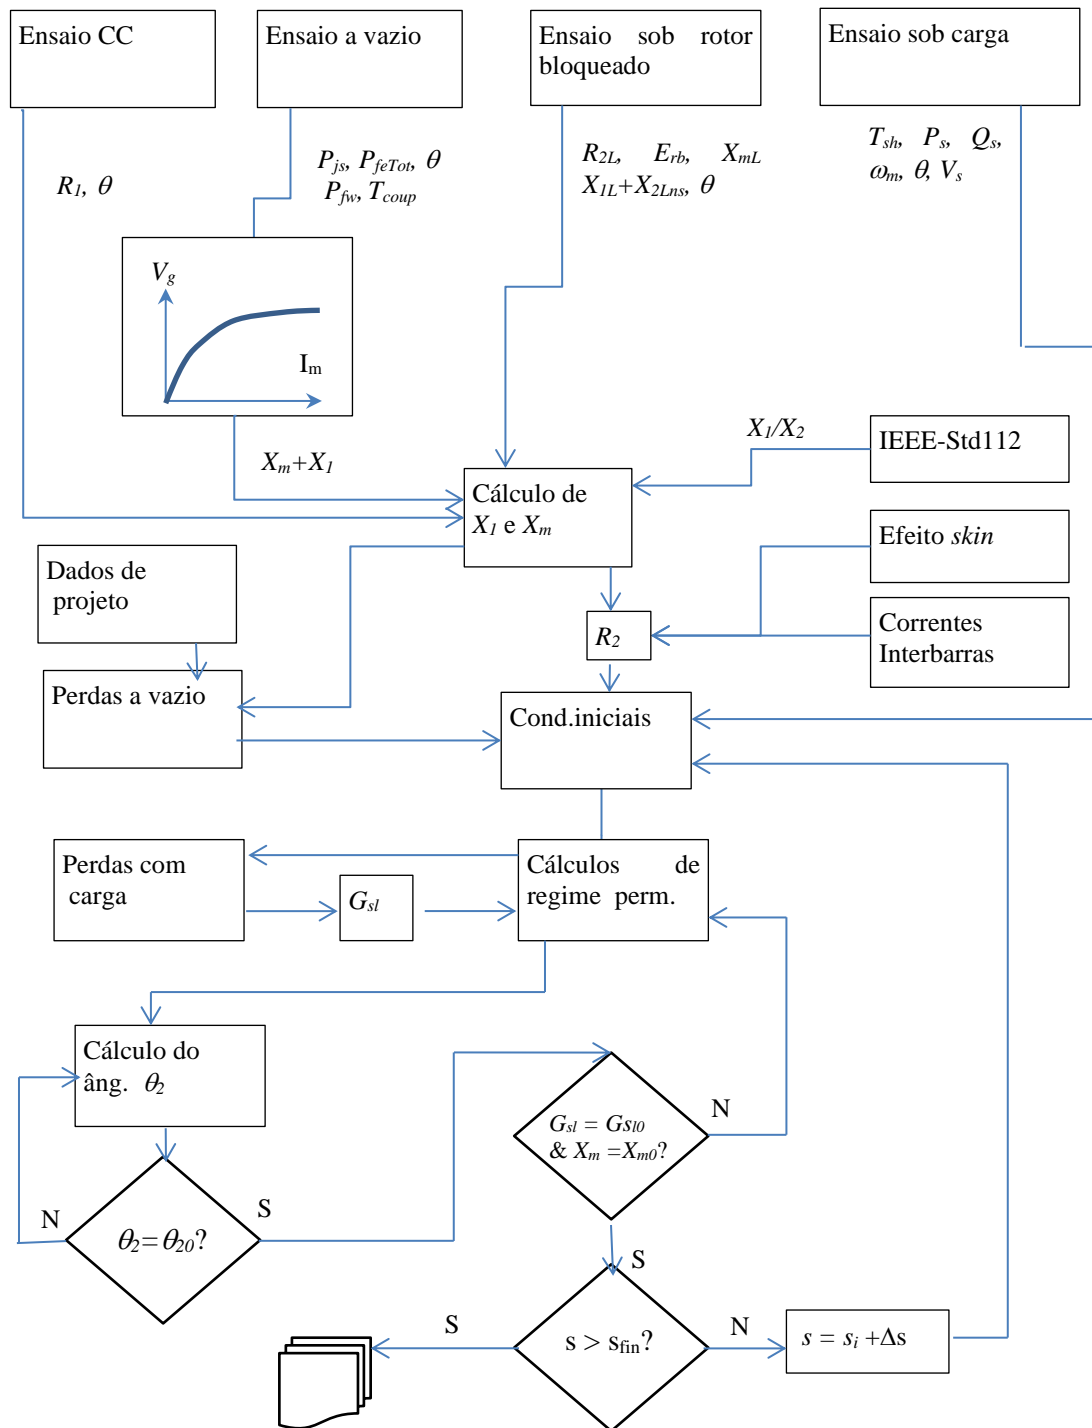 Ensaio CC
Ensaio a vazio
Ensaio sob rotor
bloqueado
Ensaio sob carga
R1, θ
Pjs, PfeTot, θ
Pfw, Tcoup
R2L, Erb, XmL
X1L+X2Lns, θ
Tsh, Ps, Qs,
ωm, θ, Vs
Vg
Im
Xm+X1
X1/X2
IEEE-Std112
Cálculo de
X1 e Xm
Efeito skin
Dados de
projeto
R2
Correntes
Interbarras
Perdas a vazio
Cond.iniciais
Perdas com
carga
Gsl
Cálculos de
regime perm.
Cálculo do
âng. θ2
Gsl = Gsl0
& Xm =Xm0?
N
N
θ2= θ20?
S
S
S
s > sfin?
N
s = si +Δs